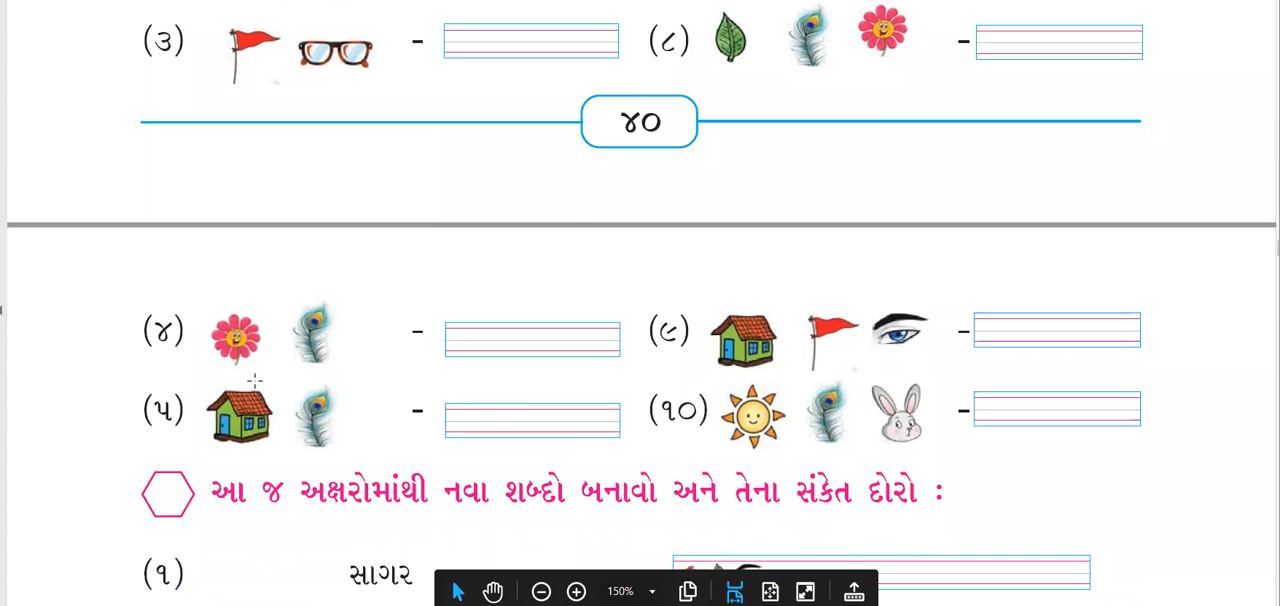 (૩) - (૮) -
૪૦
(૪) - (૯) -
(૫) - (૧૦) -
આ જ અક્ષરોમાંથી નવા શબ્દો બનાવો અને તેના સંકેત દોરો :
(૧) સાગર
150%